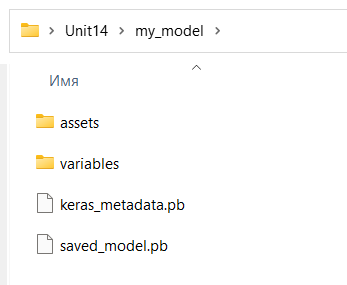 Unit14 > my_model >
Имя
assets
variables
keras_metadata.pb
saved_model.pb